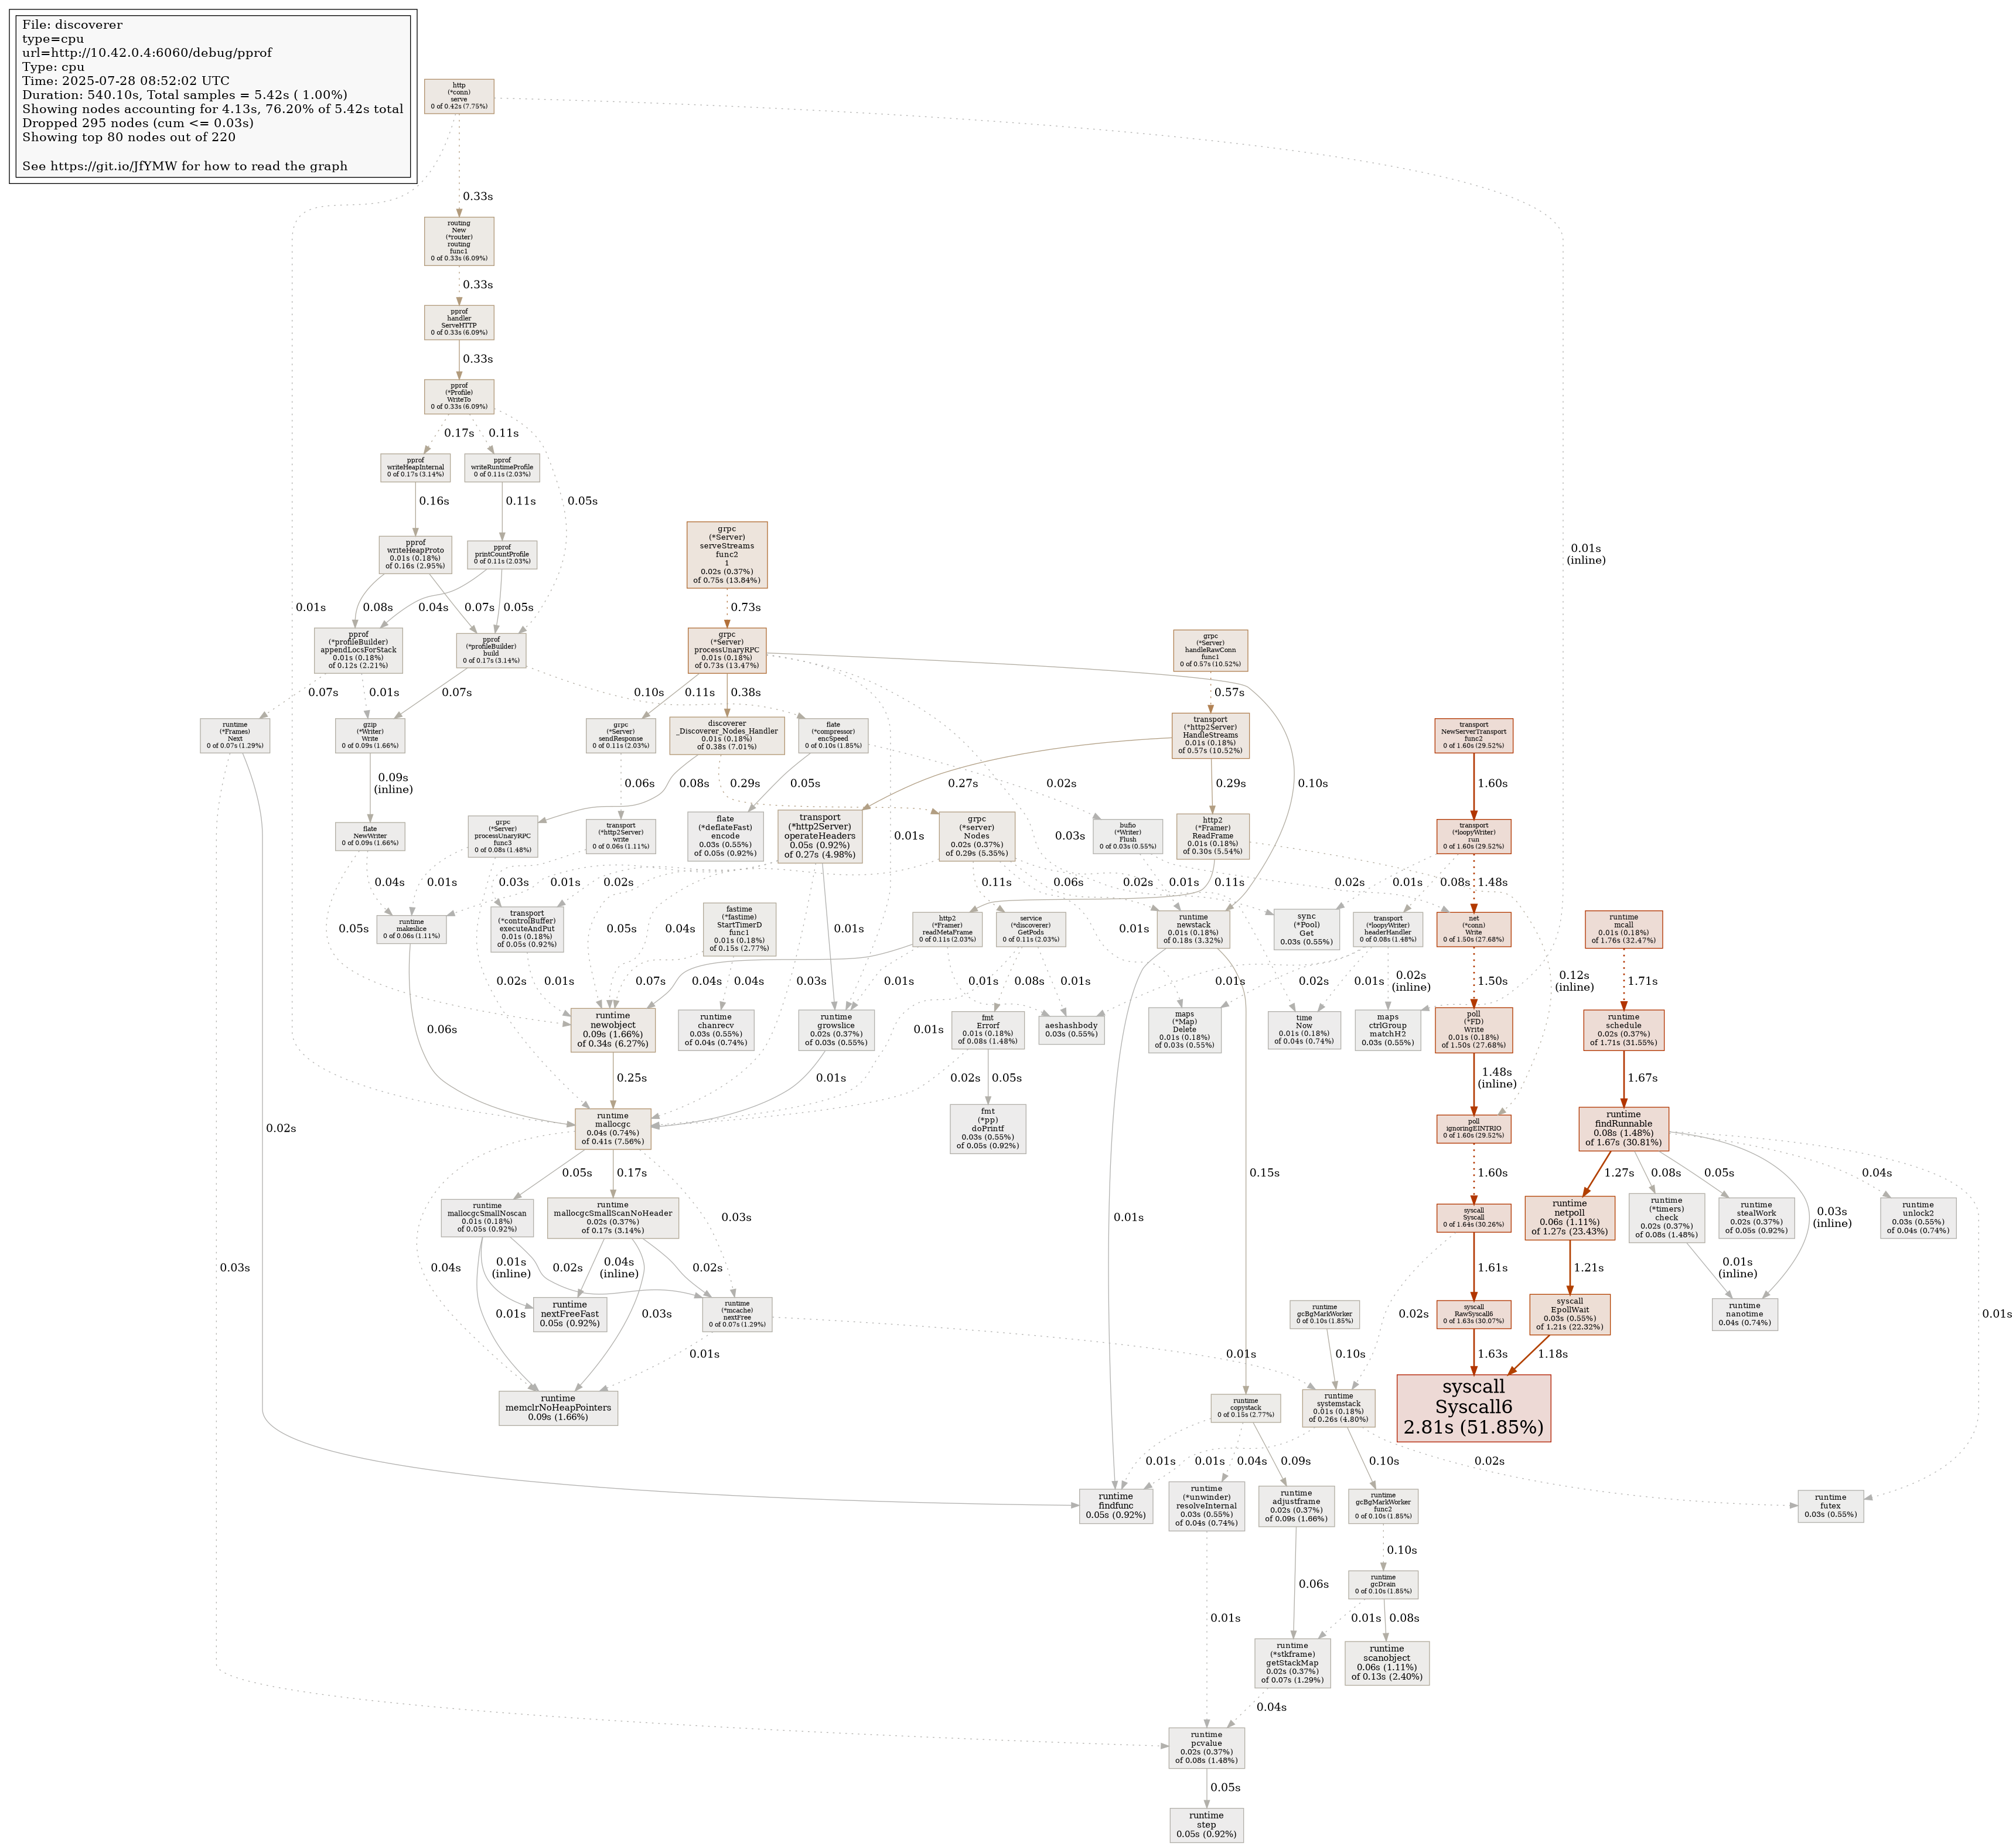 File: discoverer
type=cpu
url=http://10.42.0.4:6060/debug/pprof
Type: cpu
Time: 2025-07-28 08:52:02 UTC
Duration: 540.10s, Total samples = 5.42s ( 1.00%)
Showing nodes accounting for 4.13s, 76.20% of 5.42s total
Dropped 295 nodes (cum <= 0.03s)
Showing top 80 nodes out of 220
See https://git.io/JfYMW for how to read the graph
http
(*conn)
serve
0 of 0.42s (7.75%)
0.33s
0.01s
0.01s
(inline)
routing
New
(*router)
routing
func1
0 of 0.33s (6.09%)
0.33s
pprof
handler
ServeHTTP
0 of 0.33s (6.09%)
0.33s
pprof
(*Profile)
WriteTo
0 of 0.33s (6.09%)
0.17s
0.11s
0.05s
pprof
writeHeapInternal
0 of 0.17s (3.14%)
0.16s
pprof
writeRuntimeProfile
0 of 0.11s (2.03%)
0.11s
pprof
writeHeapProto
0.01s (0.18%)
of 0.16s (2.95%)
0.08s
0.07s
pprof
printCountProfile
0 of 0.11s (2.03%)
0.04s
0.05s
grpc
(*Server)
serveStreams
func2
1
0.02s (0.37%)
of 0.75s (13.84%)
0.73s
pprof
(*profileBuilder)
appendLocsForStack
0.01s (0.18%)
of 0.12s (2.21%)
0.07s
0.01s
pprof
(*profileBuilder)
build
0 of 0.17s (3.14%)
0.07s
0.10s
grpc
(*Server)
processUnaryRPC
0.01s (0.18%)
of 0.73s (13.47%)
0.11s
0.38s
0.01s
0.03s
0.10s
grpc
(*Server)
handleRawConn
func1
0 of 0.57s (10.52%)
0.57s
runtime
(*Frames)
Next
0 of 0.07s (1.29%)
0.03s
0.02s
gzip
(*Writer)
Write
0 of 0.09s (1.66%)
0.09s
(inline)
grpc
(*Server)
sendResponse
0 of 0.11s (2.03%)
0.06s
discoverer
_Discoverer_Nodes_Handler
0.01s (0.18%)
of 0.38s (7.01%)
0.08s
0.29s
flate
(*compressor)
encSpeed
0 of 0.10s (1.85%)
0.05s
0.02s
transport
(*http2Server)
HandleStreams
0.01s (0.18%)
of 0.57s (10.52%)
0.27s
0.29s
transport
NewServerTransport
func2
0 of 1.60s (29.52%)
1.60s
flate
NewWriter
0 of 0.09s (1.66%)
0.04s
0.05s
grpc
(*Server)
processUnaryRPC
func3
0 of 0.08s (1.48%)
0.01s
0.03s
0.02s
transport
(*http2Server)
write
0 of 0.06s (1.11%)
0.01s
flate
(*deflateFast)
encode
0.03s (0.55%)
of 0.05s (0.92%)
transport
(*http2Server)
operateHeaders
0.05s (0.92%)
of 0.27s (4.98%)
0.02s
0.05s
0.03s
0.01s
grpc
(*server)
Nodes
0.02s (0.37%)
of 0.29s (5.35%)
0.04s
0.11s
0.06s
0.01s
0.02s
bufio
(*Writer)
Flush
0 of 0.03s (0.55%)
0.02s
http2
(*Framer)
ReadFrame
0.01s (0.18%)
of 0.30s (5.54%)
0.11s
0.12s
(inline)
transport
(*loopyWriter)
run
0 of 1.60s (29.52%)
0.01s
0.08s
1.48s
runtime
makeslice
0 of 0.06s (1.11%)
0.06s
transport
(*controlBuffer)
executeAndPut
0.01s (0.18%)
of 0.05s (0.92%)
0.01s
fastime
(*fastime)
StartTimerD
func1
0.01s (0.18%)
of 0.15s (2.77%)
0.07s
0.04s
http2
(*Framer)
readMetaFrame
0 of 0.11s (2.03%)
0.04s
0.01s
0.01s
service
(*discoverer)
GetPods
0 of 0.11s (2.03%)
0.01s
0.08s
0.01s
runtime
newstack
0.01s (0.18%)
of 0.18s (3.32%)
0.01s
0.15s
sync
(*Pool)
Get
0.03s (0.55%)
transport
(*loopyWriter)
headerHandler
0 of 0.08s (1.48%)
0.01s
0.02s
0.01s
0.02s
(inline)
net
(*conn)
Write
0 of 1.50s (27.68%)
1.50s
runtime
mcall
0.01s (0.18%)
of 1.76s (32.47%)
1.71s
runtime
newobject
0.09s (1.66%)
of 0.34s (6.27%)
0.25s
runtime
chanrecv
0.03s (0.55%)
of 0.04s (0.74%)
runtime
growslice
0.02s (0.37%)
of 0.03s (0.55%)
0.01s
fmt
Errorf
0.01s (0.18%)
of 0.08s (1.48%)
0.02s
0.05s
aeshashbody
0.03s (0.55%)
maps
(*Map)
Delete
0.01s (0.18%)
of 0.03s (0.55%)
time
Now
0.01s (0.18%)
of 0.04s (0.74%)
maps
ctrlGroup
matchH2
0.03s (0.55%)
poll
(*FD)
Write
0.01s (0.18%)
of 1.50s (27.68%)
1.48s
(inline)
runtime
schedule
0.02s (0.37%)
of 1.71s (31.55%)
1.67s
runtime
mallocgc
0.04s (0.74%)
of 0.41s (7.56%)
0.05s
0.17s
0.03s
0.04s
fmt
(*pp)
doPrintf
0.03s (0.55%)
of 0.05s (0.92%)
poll
ignoringEINTRIO
0 of 1.60s (29.52%)
1.60s
runtime
findRunnable
0.08s (1.48%)
of 1.67s (30.81%)
1.27s
0.08s
0.05s
0.03s
(inline)
0.04s
0.01s
runtime
mallocgcSmallNoscan
0.01s (0.18%)
of 0.05s (0.92%)
0.01s
0.01s
(inline)
0.02s
runtime
mallocgcSmallScanNoHeader
0.02s (0.37%)
of 0.17s (3.14%)
0.04s
(inline)
0.03s
0.02s
syscall
Syscall
0 of 1.64s (30.26%)
0.02s
1.61s
runtime
netpoll
0.06s (1.11%)
of 1.27s (23.43%)
1.21s
runtime
(*timers)
check
0.02s (0.37%)
of 0.08s (1.48%)
0.01s
(inline)
runtime
stealWork
0.02s (0.37%)
of 0.05s (0.92%)
runtime
unlock2
0.03s (0.55%)
of 0.04s (0.74%)
runtime
nextFreeFast
0.05s (0.92%)
runtime
(*mcache)
nextFree
0 of 0.07s (1.29%)
0.01s
0.01s
runtime
gcBgMarkWorker
0 of 0.10s (1.85%)
0.10s
syscall
RawSyscall6
0 of 1.63s (30.07%)
1.63s
syscall
EpollWait
0.03s (0.55%)
of 1.21s (22.32%)
1.18s
runtime
nanotime
0.04s (0.74%)
runtime
memclrNoHeapPointers
0.09s (1.66%)
runtime
copystack
0 of 0.15s (2.77%)
0.01s
0.04s
0.09s
runtime
systemstack
0.01s (0.18%)
of 0.26s (4.80%)
0.01s
0.10s
0.02s
syscall
Syscall6
2.81s (51.85%)
runtime
findfunc
0.05s (0.92%)
runtime
(*unwinder)
resolveInternal
0.03s (0.55%)
of 0.04s (0.74%)
0.01s
runtime
adjustframe
0.02s (0.37%)
of 0.09s (1.66%)
0.06s
runtime
gcBgMarkWorker
func2
0 of 0.10s (1.85%)
0.10s
runtime
futex
0.03s (0.55%)
runtime
gcDrain
0 of 0.10s (1.85%)
0.01s
0.08s
runtime
(*stkframe)
getStackMap
0.02s (0.37%)
of 0.07s (1.29%)
0.04s
runtime
scanobject
0.06s (1.11%)
of 0.13s (2.40%)
runtime
pcvalue
0.02s (0.37%)
of 0.08s (1.48%)
0.05s
runtime
step
0.05s (0.92%)